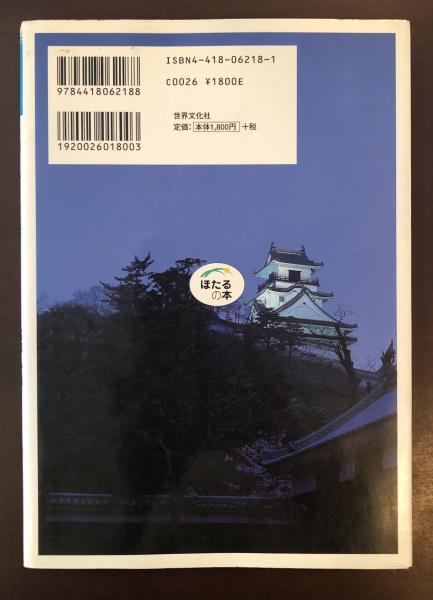 ISBN4-418-06218-1
9784418062188
C0026 ¥1800E
世界文化社
定価: 本体1,800円 +税
1920026018003
ほたる
の本